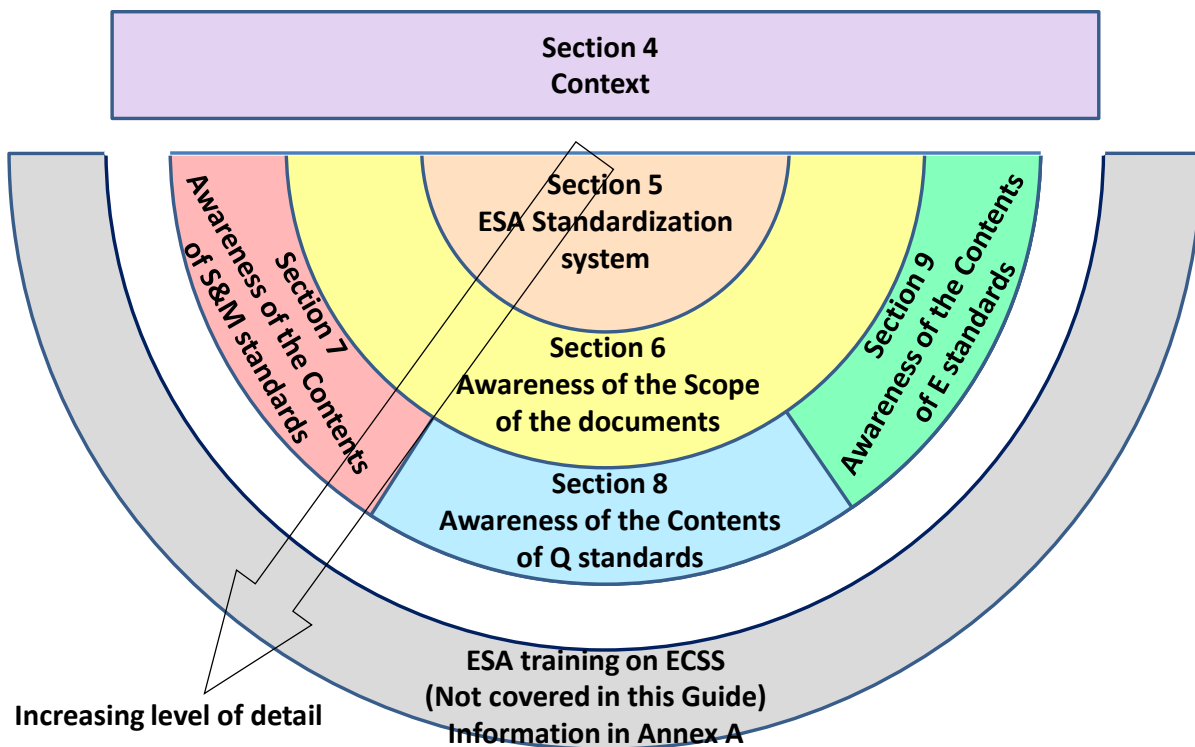 Section 4
Context
Section 5
ESA Standardization
system
Section 7
Awareness of the Contents
of S&M standards
Section 6
Awareness of the Scope
of the documents
Section 9
Awareness of the Contents
of E standards
Section 8
Awareness of the Contents
of Q standards
ESA training on ECSS
(Not covered in this Guide)
Information in Annex A
Increasing level of detail